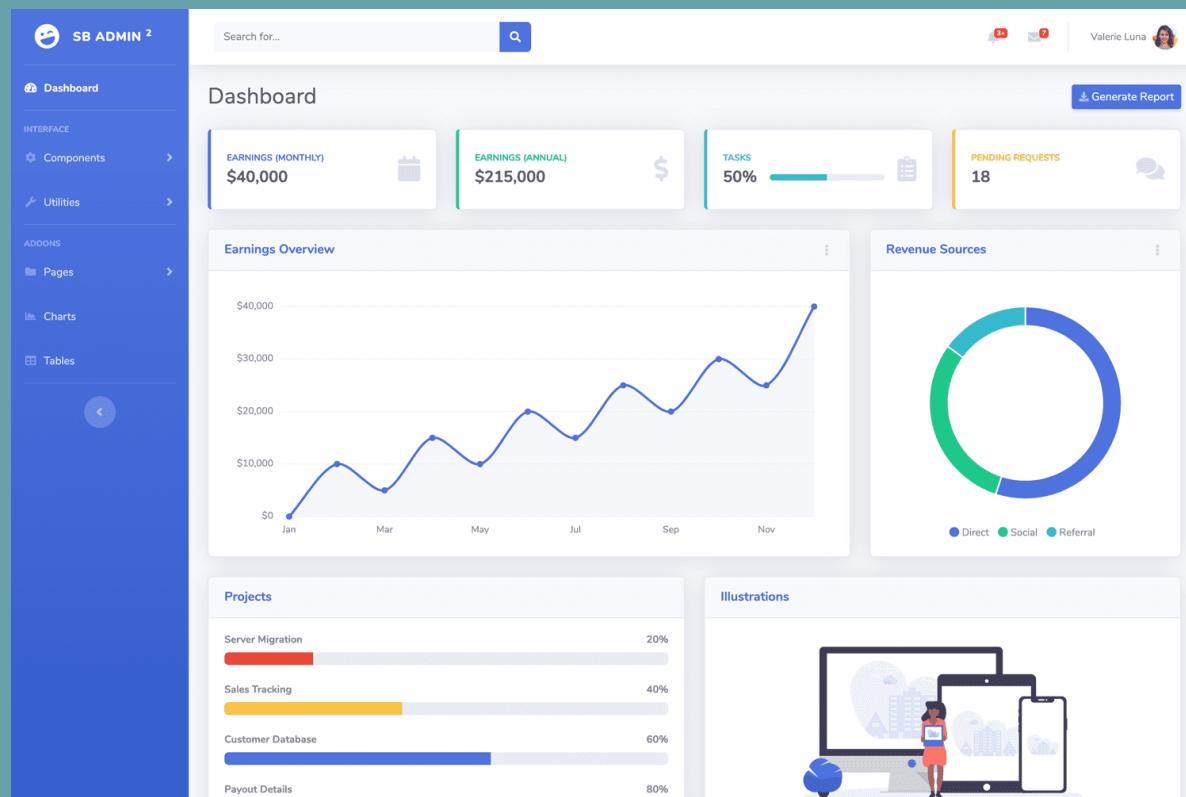 SB ADMIN 2
Search for...
3+
7
Valerie Luna
Dashboard
INTERFACE
Components
Utilities
ADDONS
Pages
Charts
Tables
Dashboard
Generate Report
EARNINGS (MONTHLY)
$40,000
EARNINGS (ANNUAL)
$215,000
TASKS
50%
PENDING REQUESTS
18
Earnings Overview
$40,000
$30,000
$20,000
$10,000
$0
Jan Mar May Jul Sep Nov
Revenue Sources
Direct Social Referral
Projects
Server Migration 20%
Sales Tracking 40%
Customer Database 60%
Payout Details 80%
Illustrations